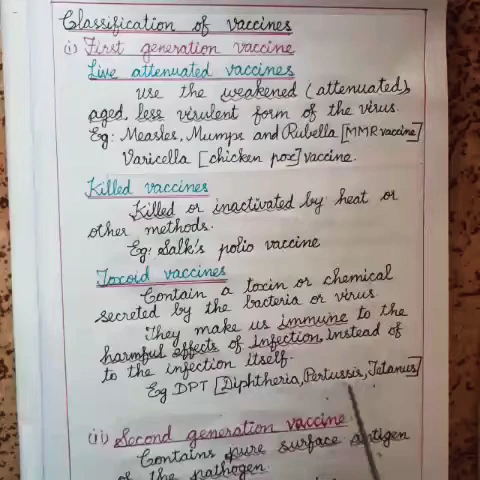 Classification of vaccines
(i) First generation vaccine
Live attenuated vaccines
use the weakened (attenuated),
aged less virulent form of the virus.
Eg: Measles, Mumps and Rubella [MMR vaccine]
Varicella [chicken pox] vaccine.
Killed vaccines
Killed or inactivated by heat or
other methods.
Eg: Salk's polio vaccine
Toxoid vaccines
Contain a toxin or chemical
secreted by the bacteria or virus
They make us immune to the
harmful effects of infection, instead of
to the infection itself.
Eg DPT [Diphtheria, Pertussis, Tetanus]
(ii) Second generation vaccine
Contains pure surface antigen
of the pathogen.